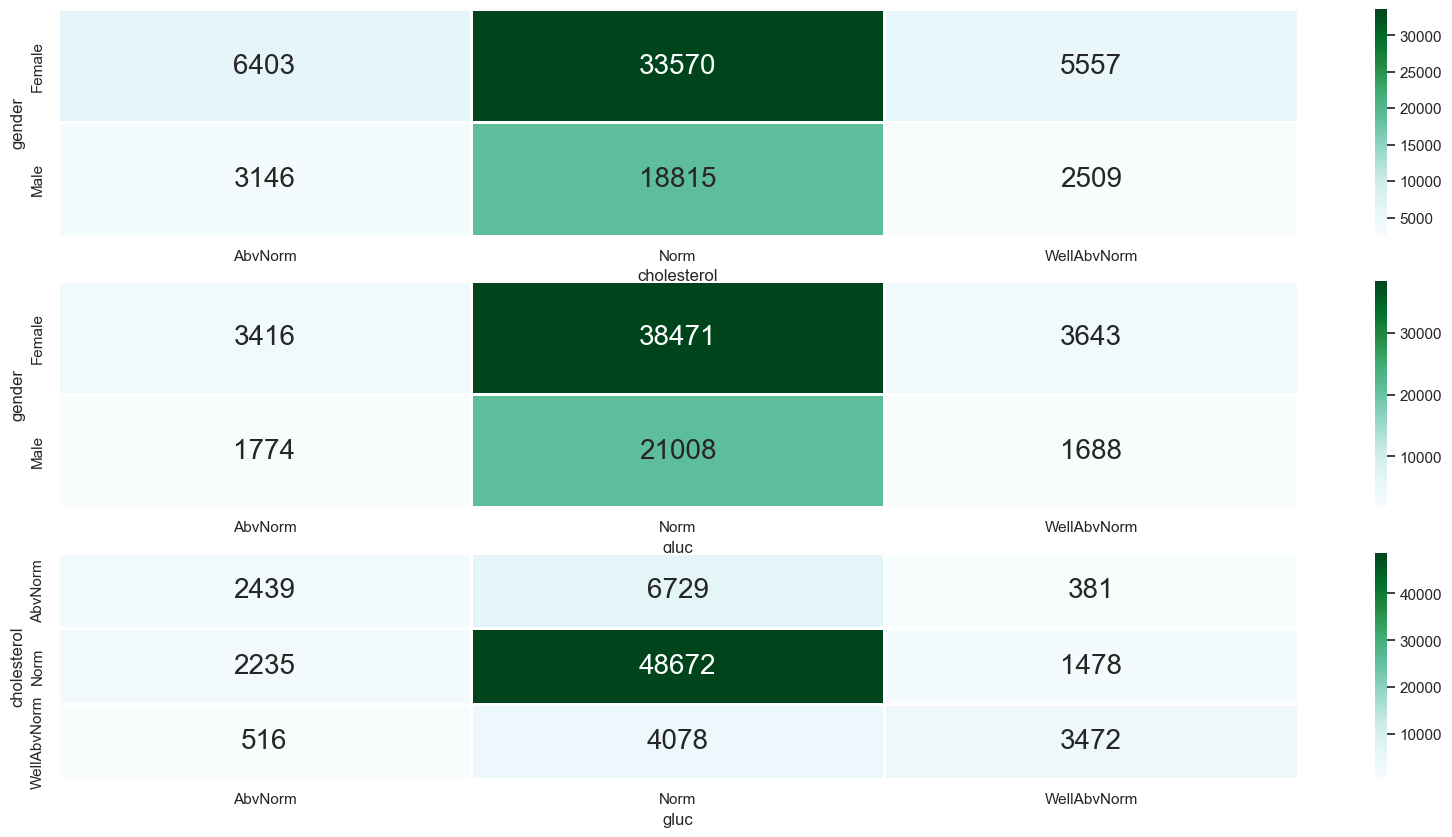 gender
Female
6403 33570 5557
Male
3146 18815 2509
AbvNorm Norm WellAbvNorm
cholesterol
30000
25000
20000
15000
10000
5000
gender
Female
3416 38471 3643
Male
1774 21008 1688
AbvNorm Norm WellAbvNorm
gluc
30000
20000
10000
cholesterol
AbvNorm
2439 6729 381
Norm
2235 48672 1478
WellAbvNorm
516 4078 3472
AbvNorm Norm WellAbvNorm
gluc
40000
30000
20000
10000